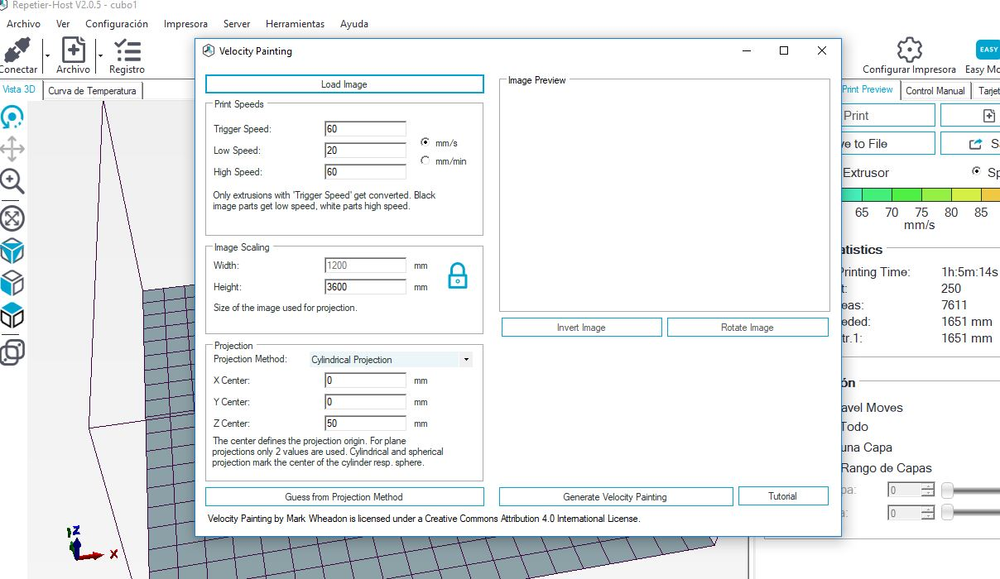 Repetier-Host V2.0.5 - cubo1
Archivo Ver Configuración Impresora Server Herramientas Ayuda
Conectar Archivo Registro
Configurar Impresora
EASY
Easy Mo
Vista 3D Curva de Temperatura
Velocity Painting
Load Image
Print Speeds
Trigger Speed: 60
Low Speed: 20
High Speed: 60
mm/s
mm/min
Only extrusions with 'Trigger Speed' get converted. Black
image parts get low speed, white parts high speed.
Image Scaling
Width: 1200 mm
Height: 3600 mm
Size of the image used for projection.
Projection
Projection Method: Cylindrical Projection
X Center: 0 mm
Y Center: 0 mm
Z Center: 50 mm
The center defines the projection origin. For plane
projections only 2 values are used. Cylindrical and spherical
projection mark the center of the cylinder resp. sphere.
Guess from Projection Method
Image Preview
Invert Image Rotate Image
Generate Velocity Painting Tutorial
Velocity Painting by Mark Wheadon is licensed under a Creative Commons Attribution 4.0 International License.
Print Preview Control Manual Tarjet
Print
ve to File Sa
Extrusor Sp
65 70 75 80 85
mm/s
atistics
Printing Time: 1h:5m:14s
t: 250
eas: 7611
eded: 1651 mm
tr.1: 1651 mm
ón
avel Moves
Todo
una Capa
Rango de Capas
pa: 0
a: 0
Z
X